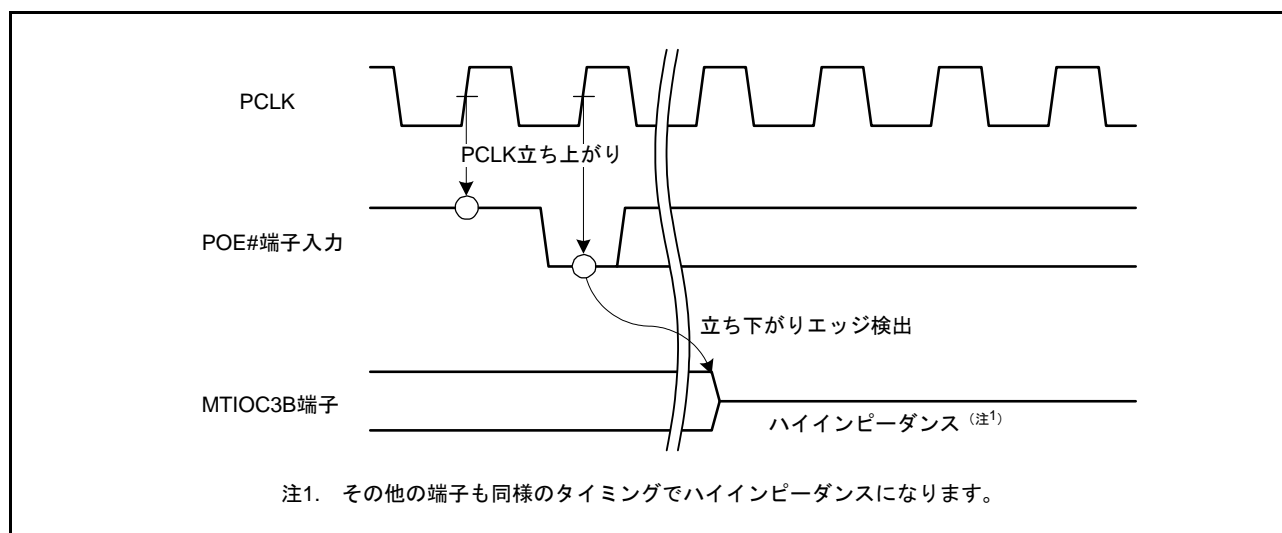 PCLK
PCLK立ち上がり
POE#端子入力
立ち下がりエッジ検出
MTIOC3B端子
ハイインピーダンス（注1）
注1. その他の端子も同様のタイミングでハイインピーダンスになります。